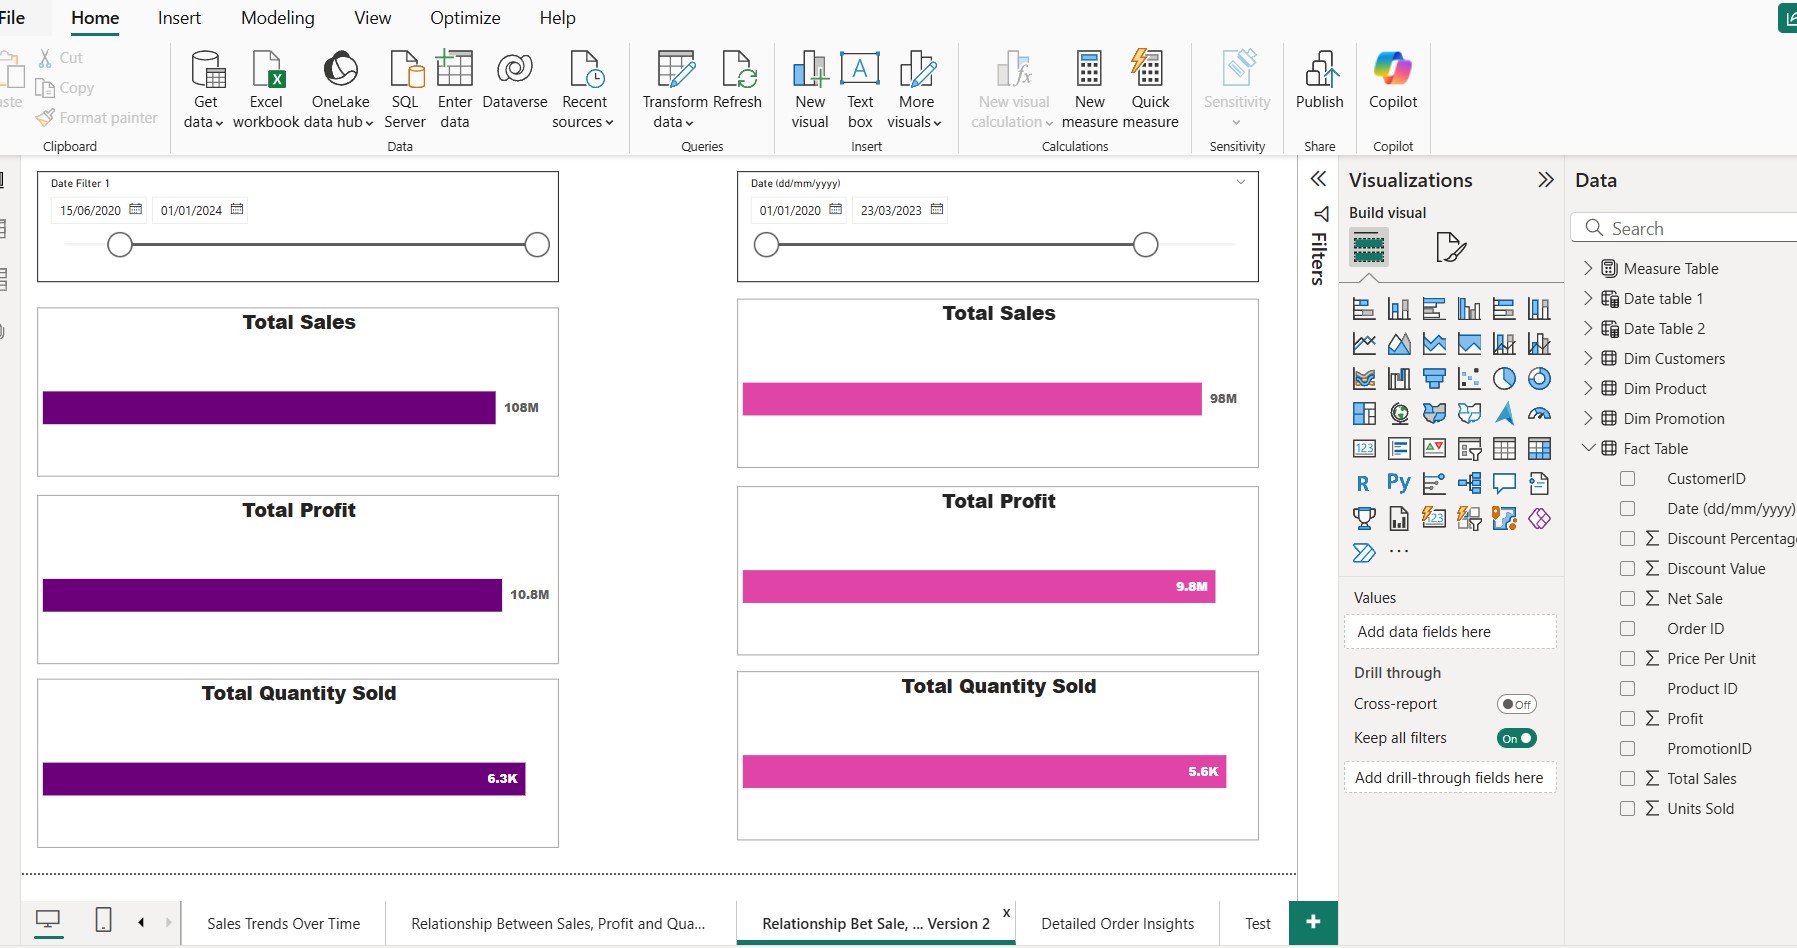 File
Home
Insert
Modeling
View
Optimize
Help
Cut
Copy
Format painter
Clipboard
Get data
Excel workbook
OneLake data hub
SQL Server
Enter data
Dataverse
Recent sources
Data
Transform data
Refresh
Queries
New visual
A
Text box
More visuals
Insert
New visual calculation
New measure
Quick measure
Calculations
Sensitivity
Sensitivity
Publish
Share
Copilot
Copilot
Date Filter 1
15/06/2020
01/01/2024
Total Sales
108M
Total Profit
10.8M
Total Quantity Sold
6.3K
Date (dd/mm/yyyy)
01/01/2020
23/03/2023
Total Sales
98M
Total Profit
9.8M
Total Quantity Sold
5.6K
Filters
Visualizations
Build visual
123
R
Py
123
Values
Add data fields here
Drill through
Cross-report
Off
Keep all filters
On
Add drill-through fields here
Data
Search
Measure Table
Date table 1
Date Table 2
Dim Customers
Dim Product
Dim Promotion
Fact Table
CustomerID
Date (dd/mm/yyyy)
Discount Percentag
Discount Value
Net Sale
Order ID
Price Per Unit
Product ID
Profit
PromotionID
Total Sales
Units Sold
Sales Trends Over Time
Relationship Between Sales, Profit and Qua...
Relationship Bet Sale, ... Version 2
x
Detailed Order Insights
Test
+